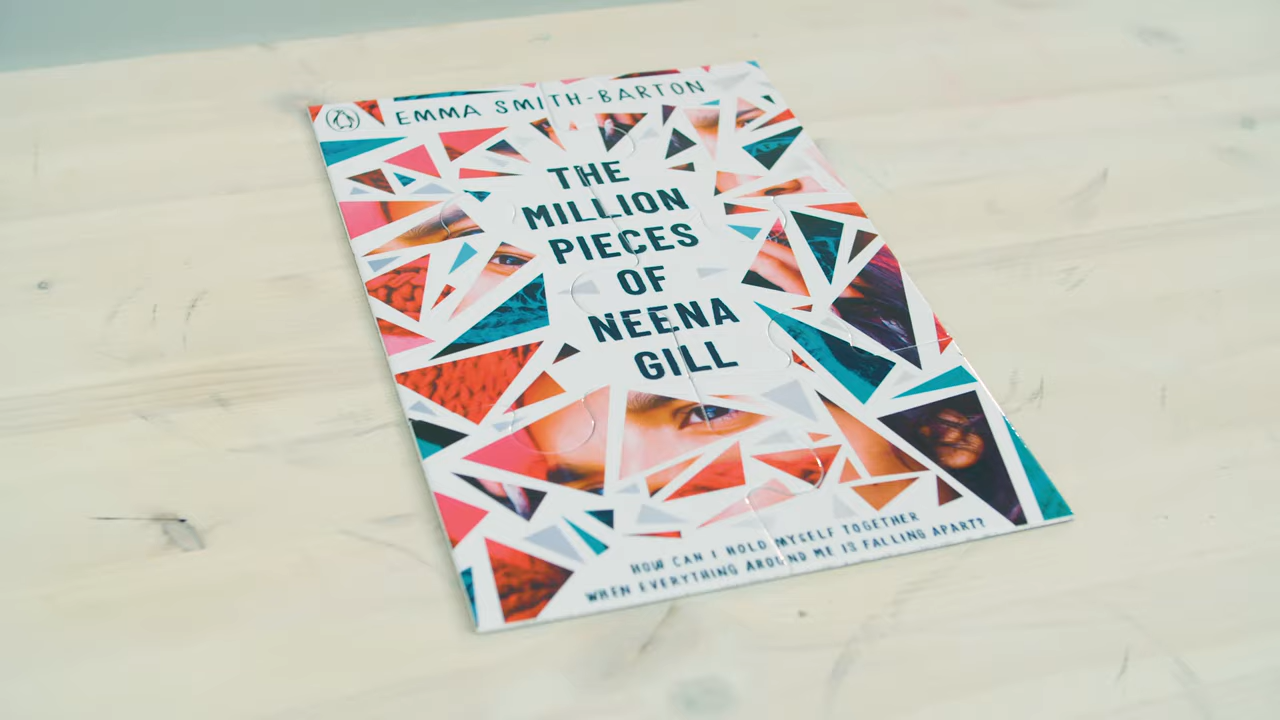 EMMA SMITH-BARTON
THE
MILLION
PIECES
OF
NEENA
GILL
HOW CAN I HOLD MYSELF TOGETHER
WHEN EVERYTHING AROUND ME IS FALLING APART?